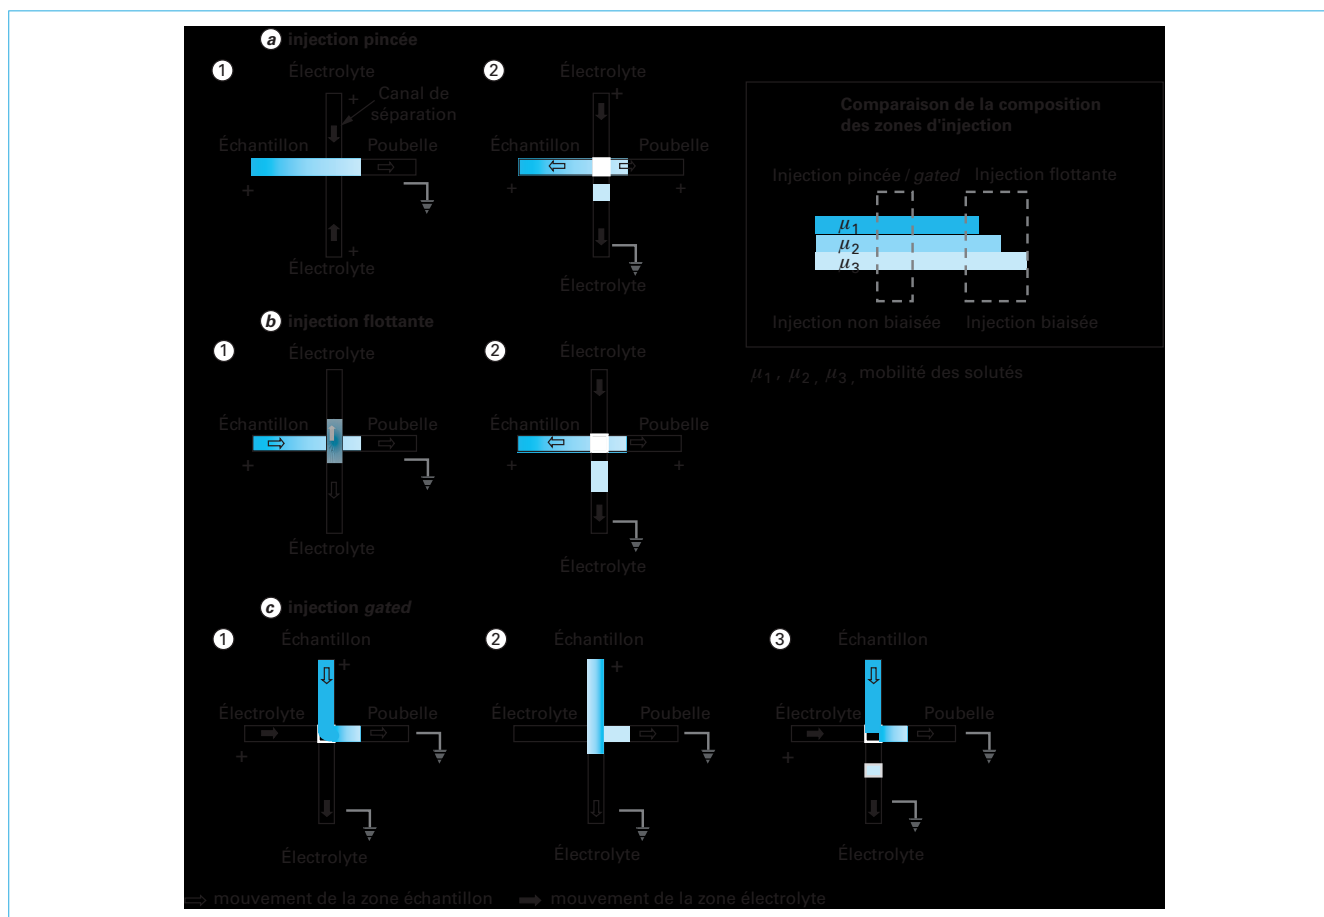 a injection pincée
1
Électrolyte
+
Canal de
séparation
Échantillon
Poubelle
+
+
Électrolyte
2
Électrolyte
+
Échantillon
Poubelle
+
+
Électrolyte
Comparaison de la composition
des zones d'injection
Injection pincée / gated
Injection flottante
μ1
μ2
μ3
Injection non biaisée
Injection biaisée
μ1 , μ2 , μ3 , mobilité des solutés
b injection flottante
1
Électrolyte
Échantillon
Poubelle
+
Électrolyte
2
Électrolyte
Échantillon
Poubelle
+
+
Électrolyte
c injection gated
1
Échantillon
+
Électrolyte
Poubelle
+
Électrolyte
2
Échantillon
+
Électrolyte
Poubelle
Électrolyte
3
Échantillon
Électrolyte
Poubelle
+
Électrolyte
mouvement de la zone échantillon
mouvement de la zone électrolyte